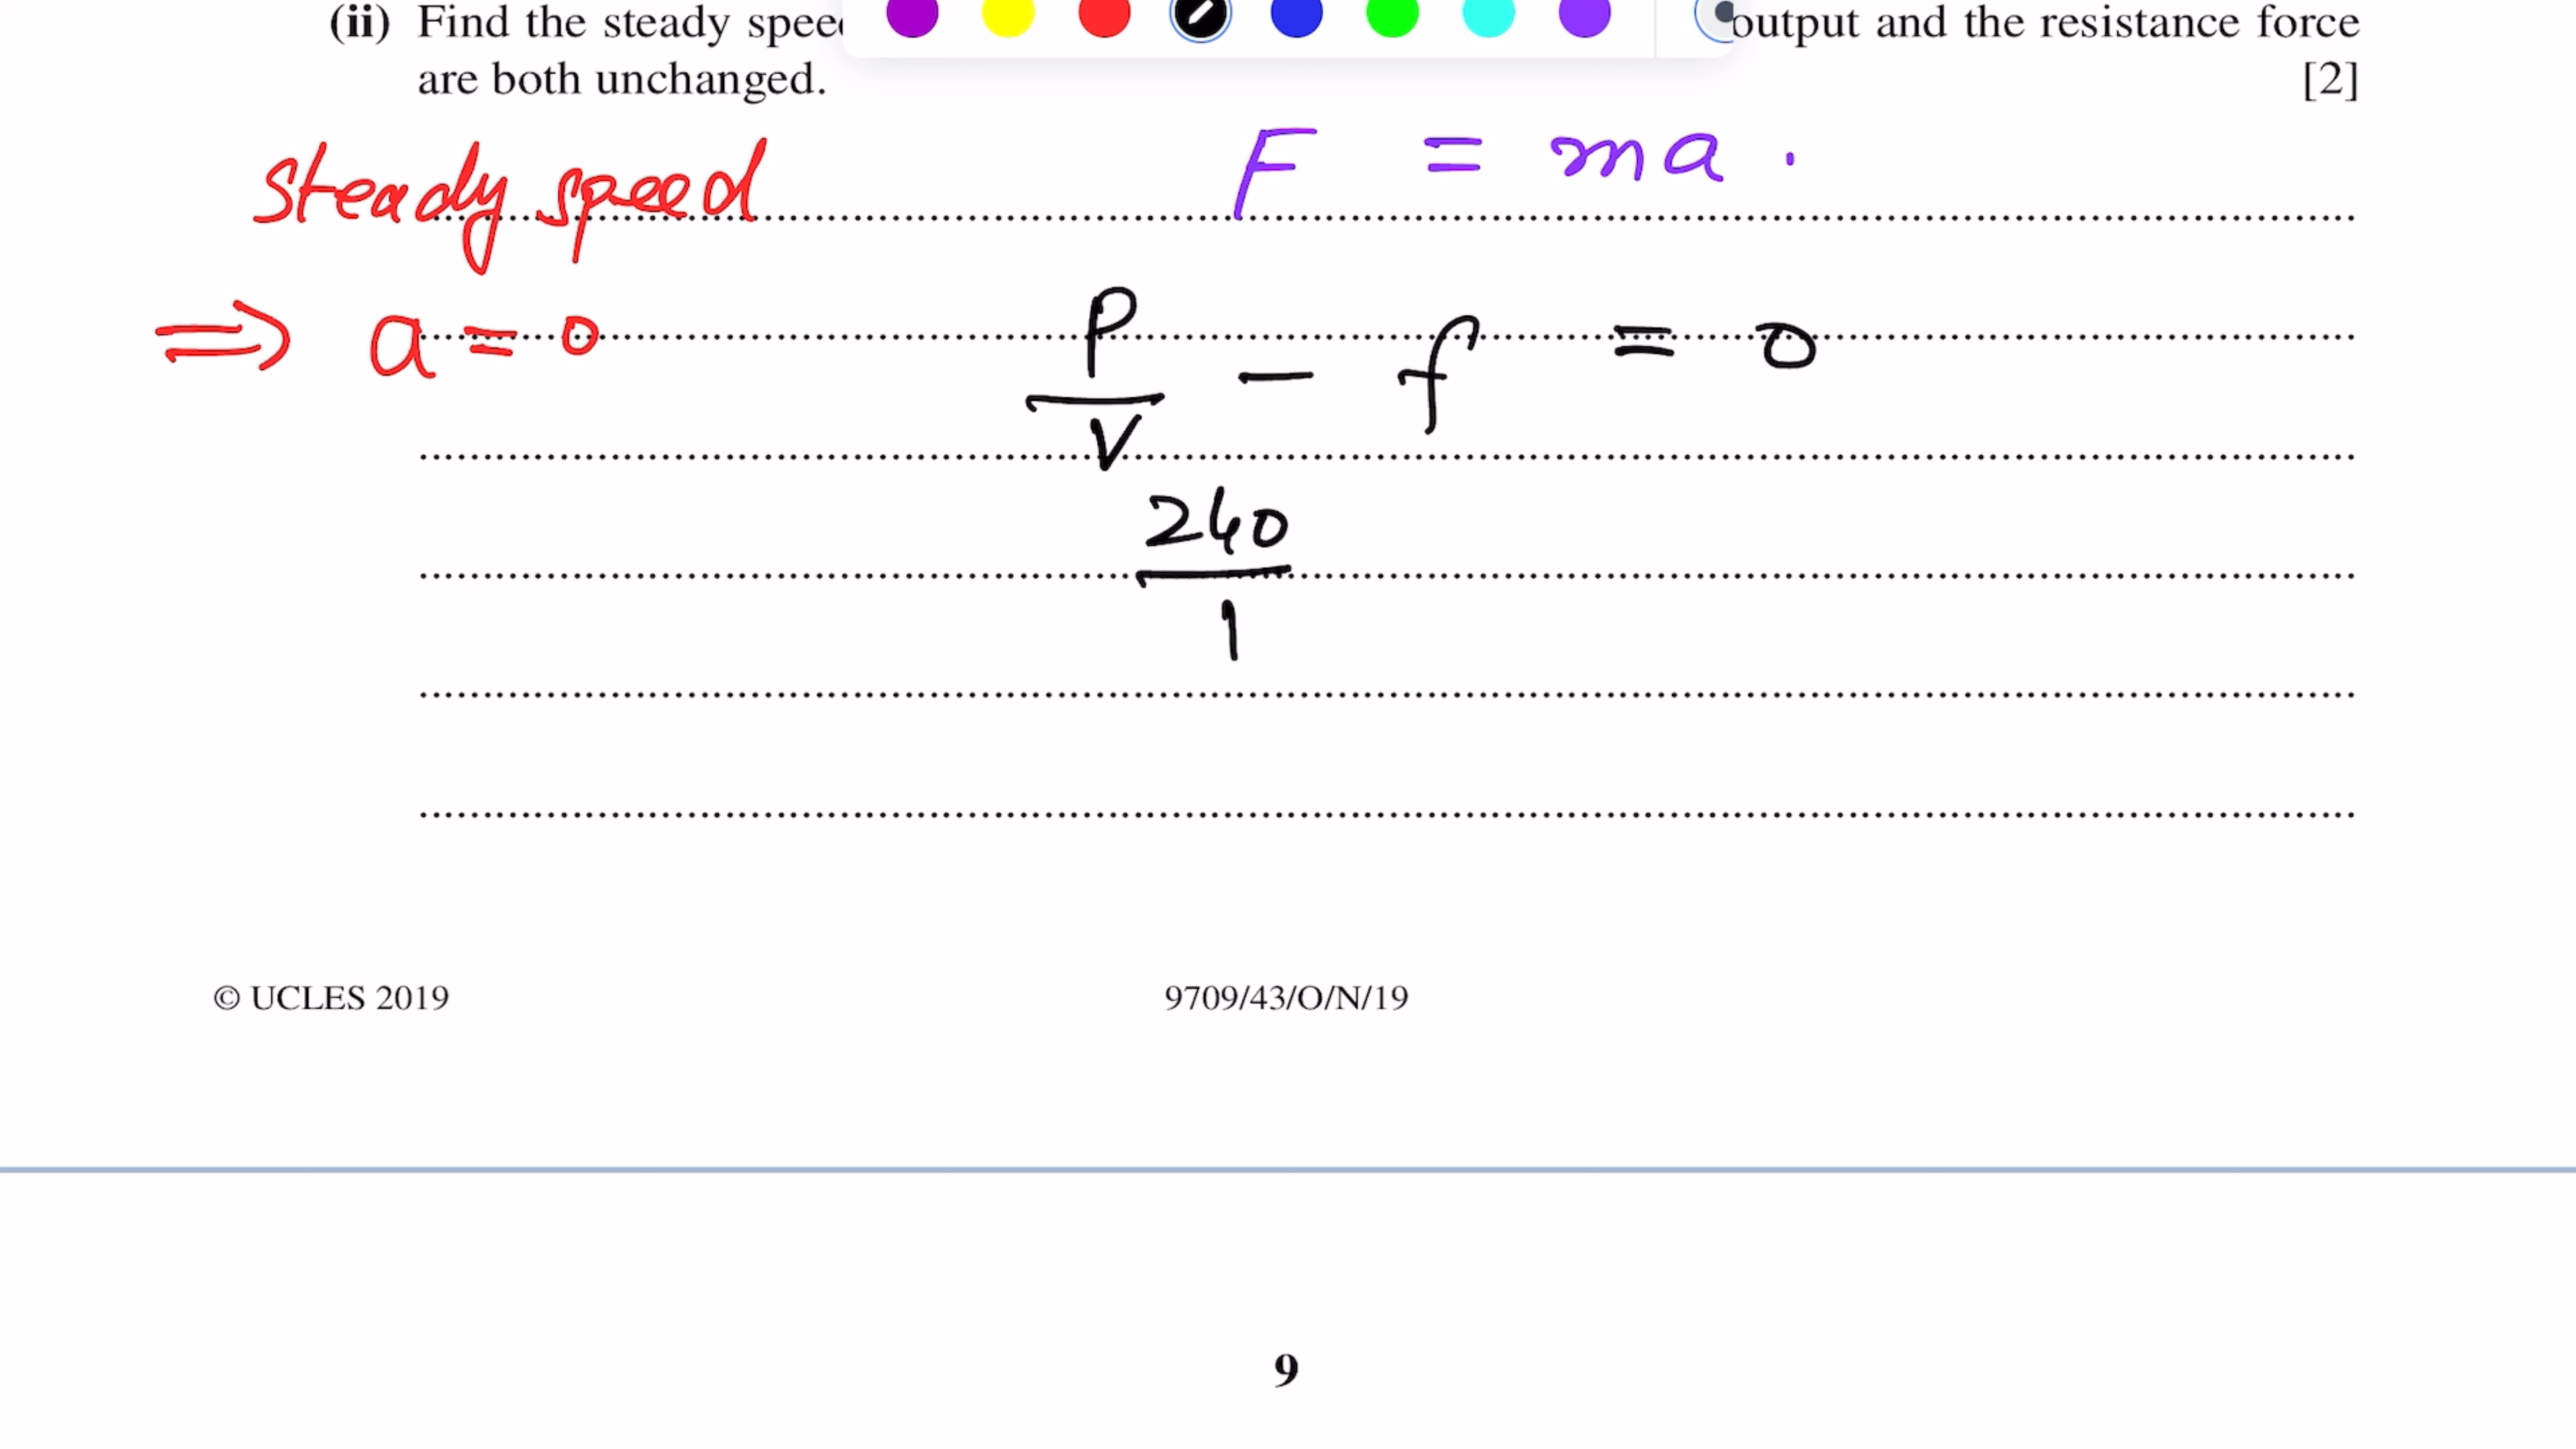 (ii) Find the steady output and the resistance force
are both unchanged. [2]
steady speed F = ma .
⇒ a = 0 P/V - f = 0
240/1
© UCLES 2019 9709/43/O/N/19
9